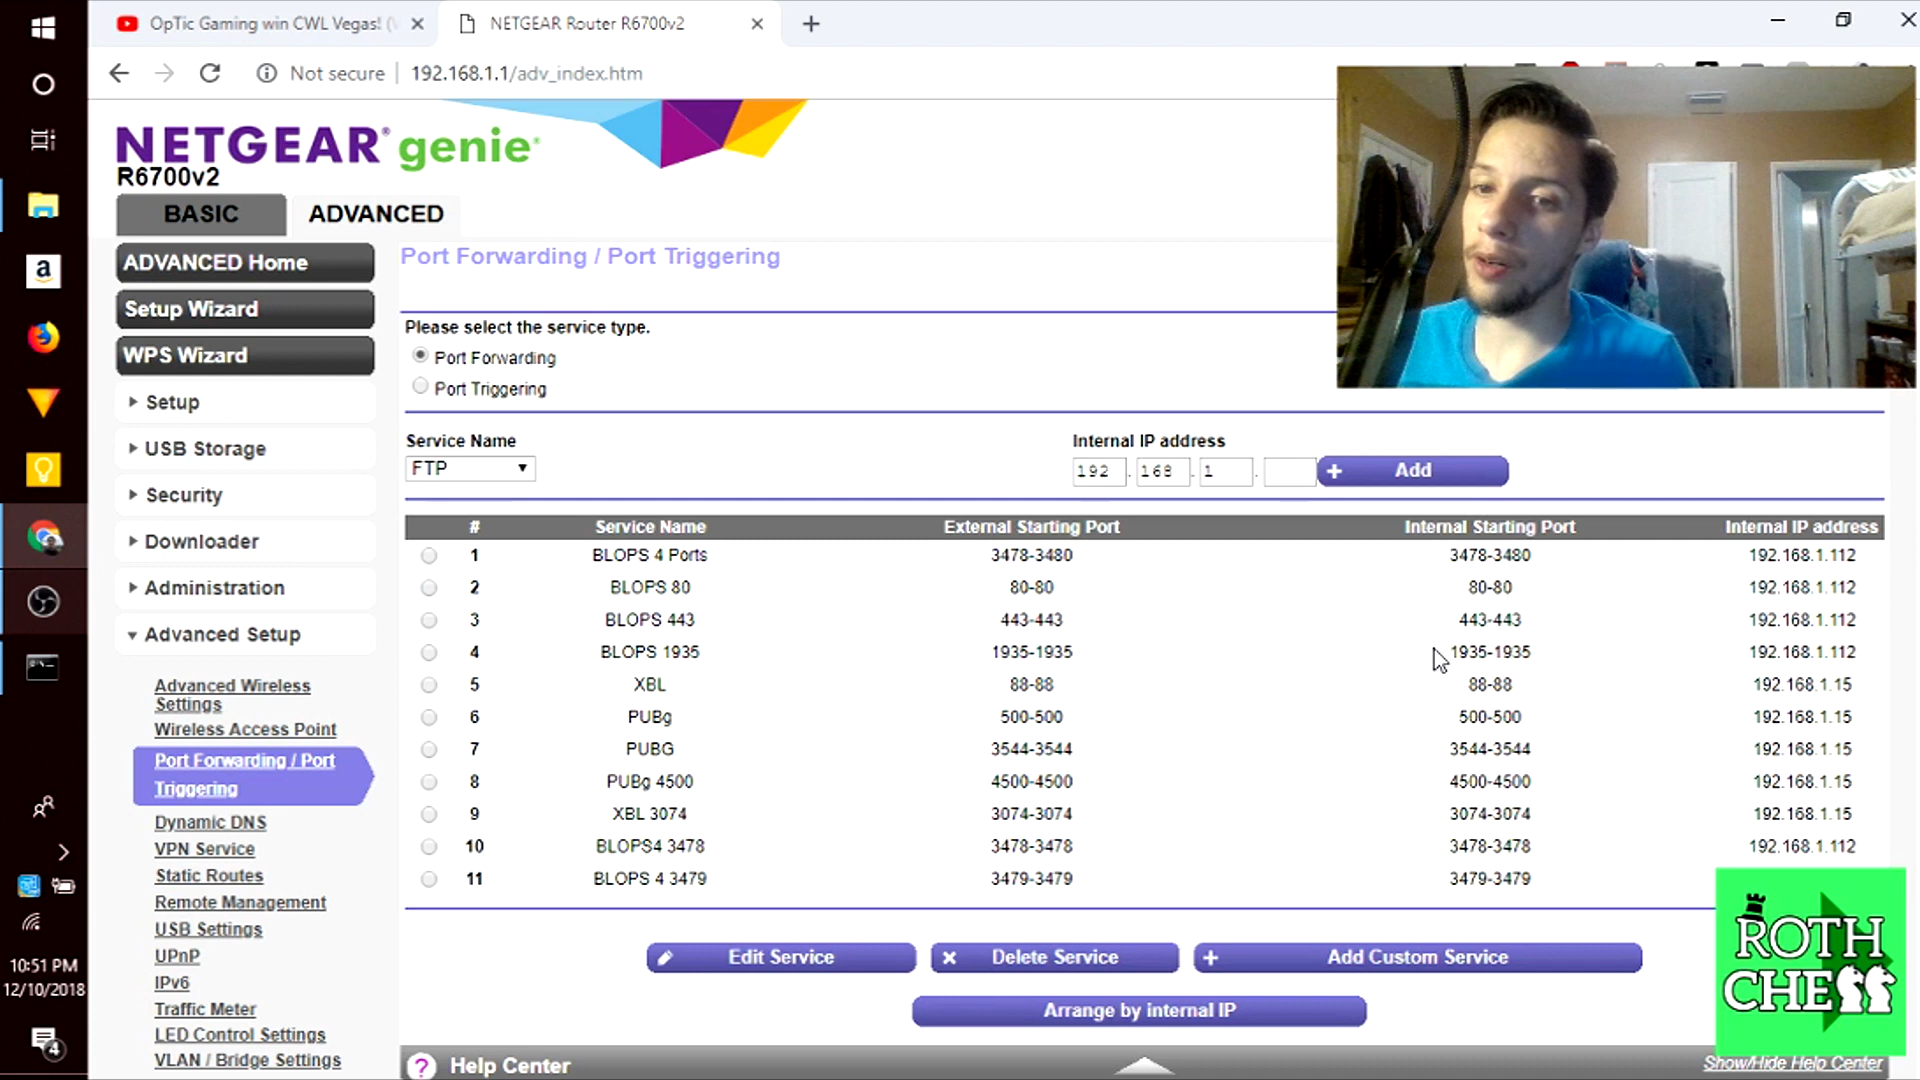 OpTic Gaming win CWL Vegas! (
NETGEAR Router R6700v2
Not secure
192.168.1.1/adv_index.htm
NETGEAR® genie®
R6700v2
BASIC
ADVANCED
ADVANCED Home
Setup Wizard
WPS Wizard
Setup
USB Storage
Security
Downloader
Administration
Advanced Setup
Advanced Wireless
Settings
Wireless Access Point
Port Forwarding / Port
Triggering
Dynamic DNS
VPN Service
Static Routes
Remote Management
USB Settings
UPnP
IPv6
Traffic Meter
LED Control Settings
VLAN / Bridge Settings
Port Forwarding / Port Triggering
Please select the service type.
Port Forwarding
Port Triggering
Service Name
Internal IP address
FTP
192 . 168 . 1 .
+ Add
# Service Name External Starting Port Internal Starting Port Internal IP address
1 BLOPS 4 Ports 3478-3480 3478-3480 192.168.1.112
2 BLOPS 80 80-80 80-80 192.168.1.112
3 BLOPS 443 443-443 443-443 192.168.1.112
4 BLOPS 1935 1935-1935 1935-1935 192.168.1.112
5 XBL 88-88 88-88 192.168.1.15
6 PUBg 500-500 500-500 192.168.1.15
7 PUBG 3544-3544 3544-3544 192.168.1.15
8 PUBg 4500 4500-4500 4500-4500 192.168.1.15
9 XBL 3074 3074-3074 3074-3074 192.168.1.15
10 BLOPS4 3478 3478-3478 3478-3478 192.168.1.112
11 BLOPS 4 3479 3479-3479 3479-3479
Edit Service
Delete Service
+ Add Custom Service
Arrange by internal IP
? Help Center
Show/Hide Help Center
ROTH
CHESS
a
10:51 PM
12/10/2018
4